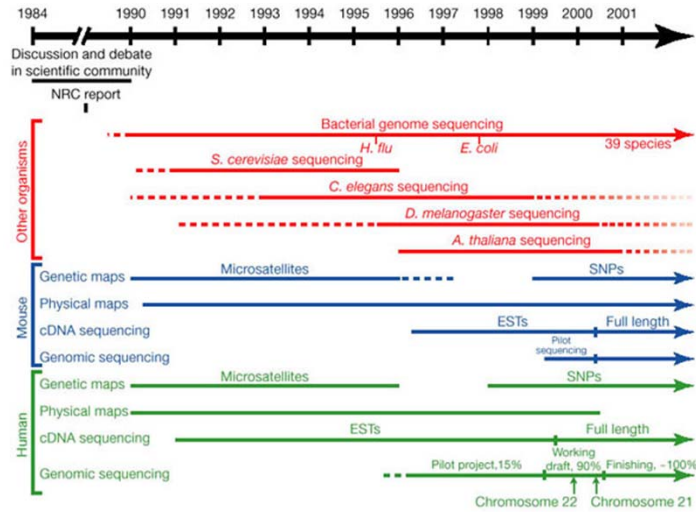 1984 1990 1991 1992 1993 1994 1995 1996 1997 1998 1999 2000 2001
Discussion and debate
in scientific community
NRC report
Other organisms
Bacterial genome sequencing
H. flu
E. coli
39 species
S. cerevisiae sequencing
C. elegans sequencing
D. melanogaster sequencing
A. thaliana sequencing
Mouse
Genetic maps Microsatellites SNPs
Physical maps
cDNA sequencing ESTs Full length
Genomic sequencing
Pilot
sequencing
Human
Genetic maps Microsatellites SNPs
Physical maps
cDNA sequencing ESTs Full length
Genomic sequencing
Pilot project,15%
Working
draft, 90%
Finishing, ~100%
Chromosome 22 Chromosome 21